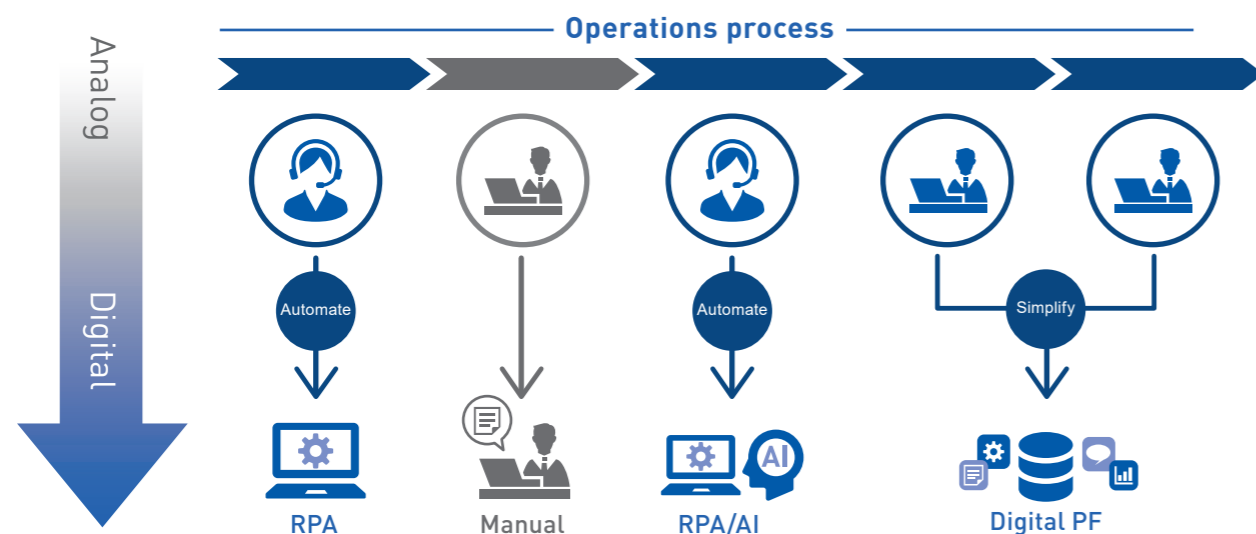 Operations process
Analog
Digital
Automate
Automate
Simplify
AI
RPA
Manual
RPA/AI
Digital PF